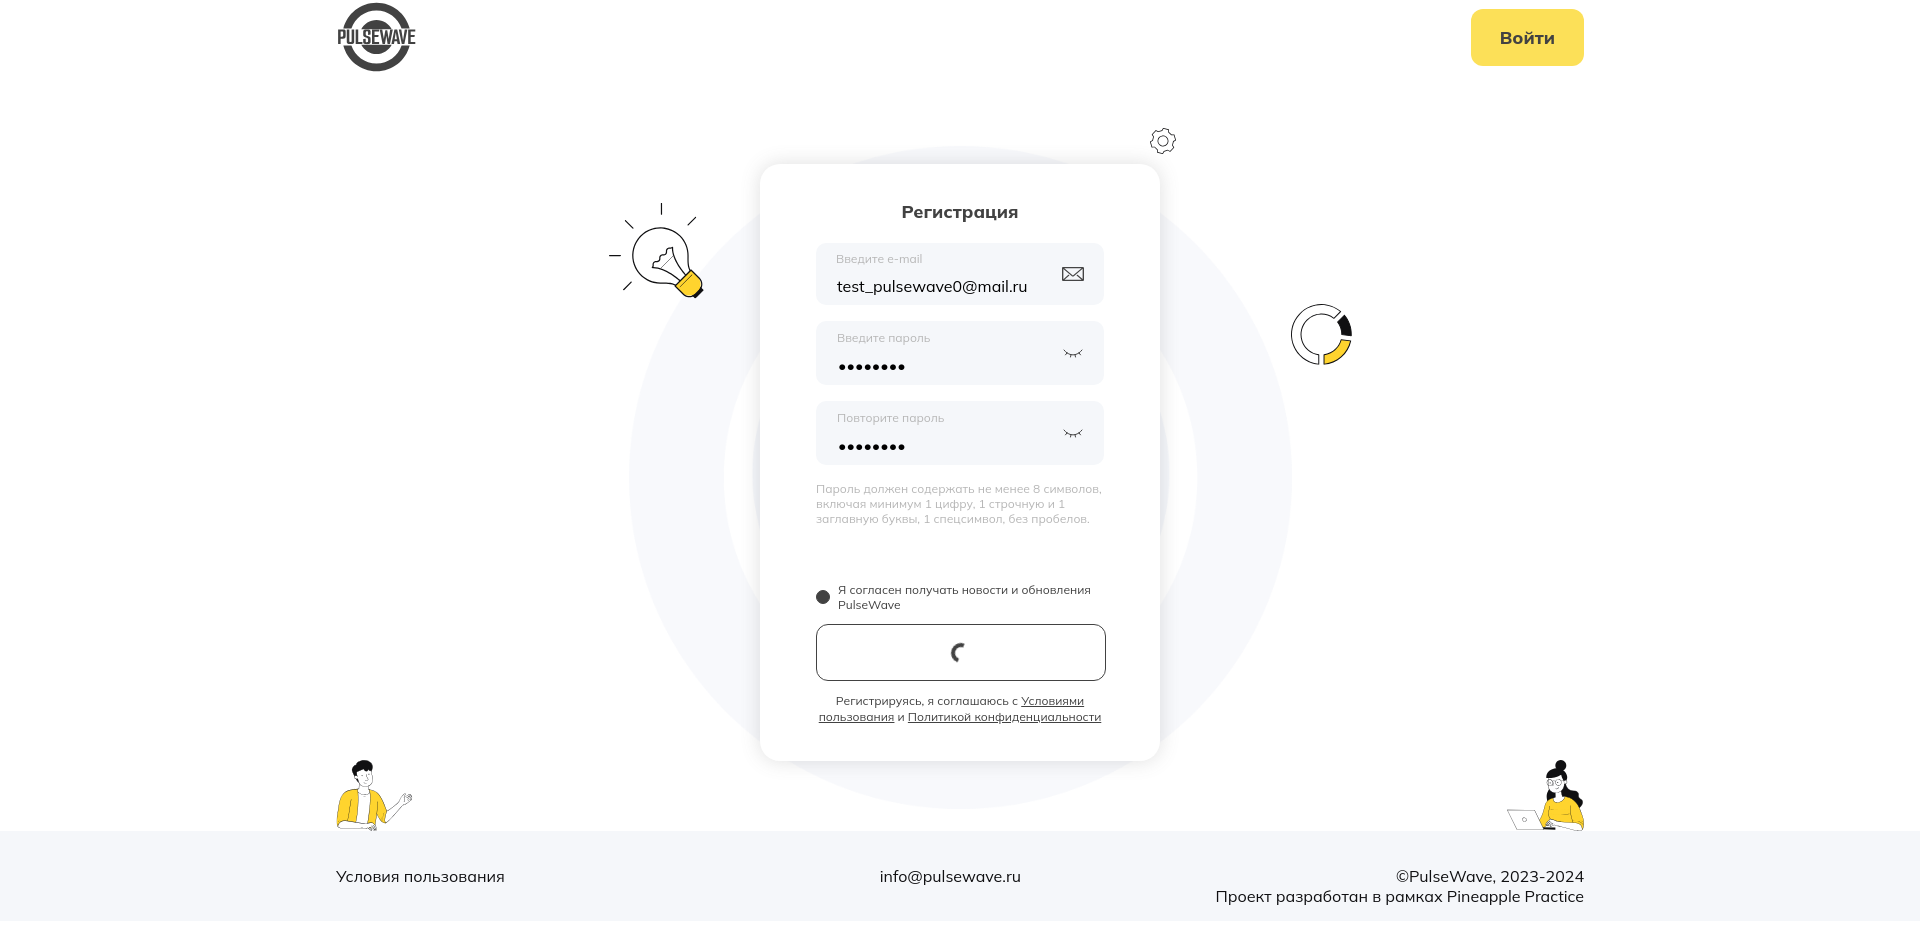 PULSEWAVE
Войти
Регистрация
Введите e-mail
test_pulsewave0@mail.ru
Введите пароль
••••••••
Повторите пароль
••••••••
Пароль должен содержать не менее 8 символов,
включая минимум 1 цифру, 1 строчную и 1
заглавную буквы, 1 спецсимвол, без пробелов.
Я согласен получать новости и обновления
PulseWave
Регистрируясь, я соглашаюсь с Условиями
пользования и Политикой конфиденциальности
Условия пользования
info@pulsewave.ru
©PulseWave, 2023-2024
Проект разработан в рамках Pineapple Practice